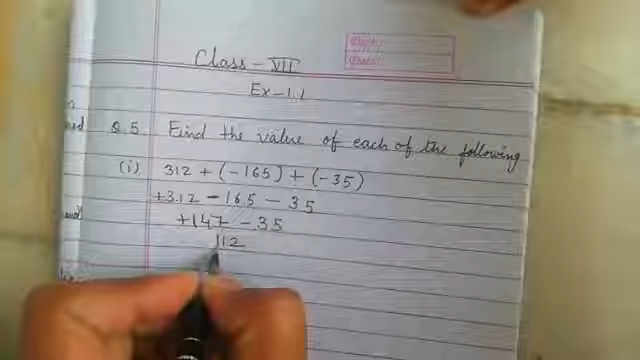 Class - VII
Ex-1.1
Q 5. Find the value of each of the following
(i) 312 + (-165) + (-35)
+312 - 165 - 35
+147 - 35
112